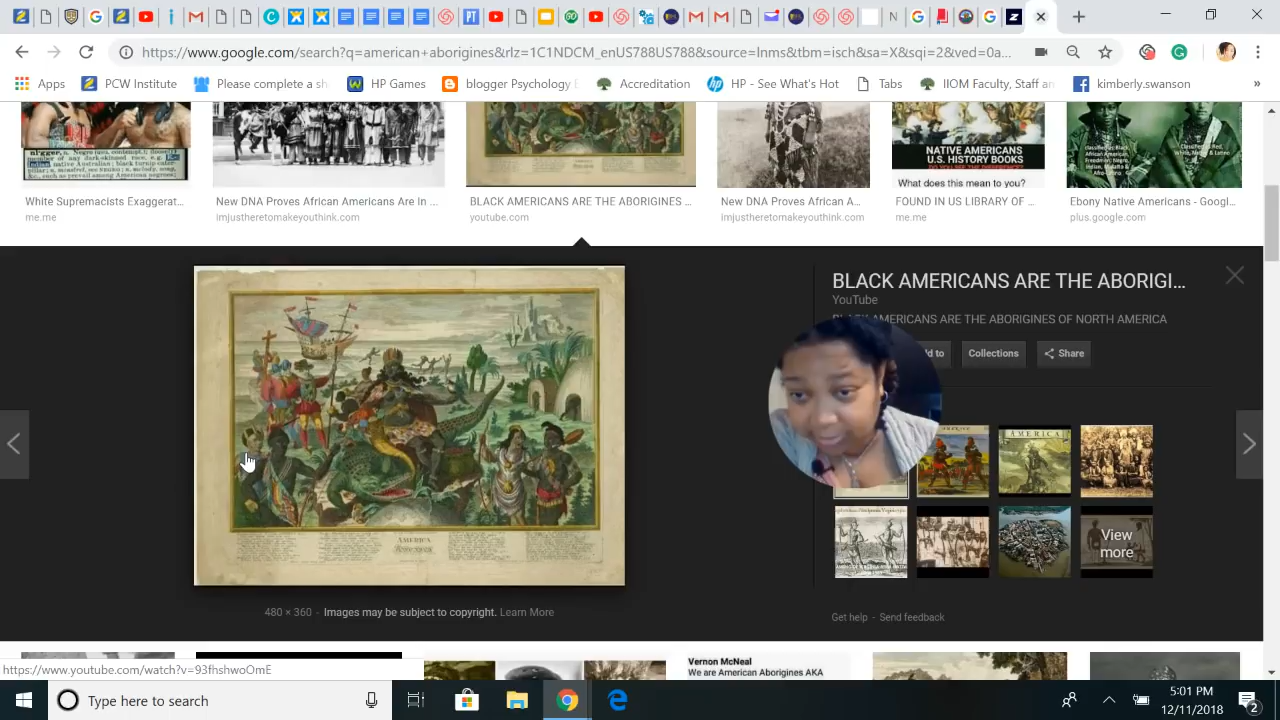 https://www.google.com/search?q=american+aborigines&rlz=1C1NDCM_enUS788US788&source=lnms&tbm=isch&sa=X&sqi=2&ved=0a...
Apps
PCW Institute
Please complete a sh
HP Games
blogger Psychology E
Accreditation
HP - See What's Hot
Tabs
IIOM Faculty, Staff an
kimberly.swanson
NATIVE AMERICANS
U.S. HISTORY BOOKS
What does this mean to you?
White Supremacists Exaggerat...
New DNA Proves African Americans Are In ...
BLACK AMERICANS ARE THE ABORIGINES ...
New DNA Proves African A...
FOUND IN US LIBRARY OF ...
Ebony Native Americans - Googl...
me.me
imjustheretomakeyouthink.com
youtube.com
imjustheretomakeyouthink.com
me.me
plus.google.com
BLACK AMERICANS ARE THE ABORIGI...
YouTube
AMERICANS ARE THE ABORIGINES OF NORTH AMERICA
d to
Collections
Share
AMERICA
AMERICA
View
more
480 × 360 - Images may be subject to copyright. Learn More
Get help - Send feedback
Vernon McNeal
We are American Aborigines AKA
https://www.youtube.com/watch?v=93fhshwoOmE
Type here to search
5:01 PM
12/11/2018
2